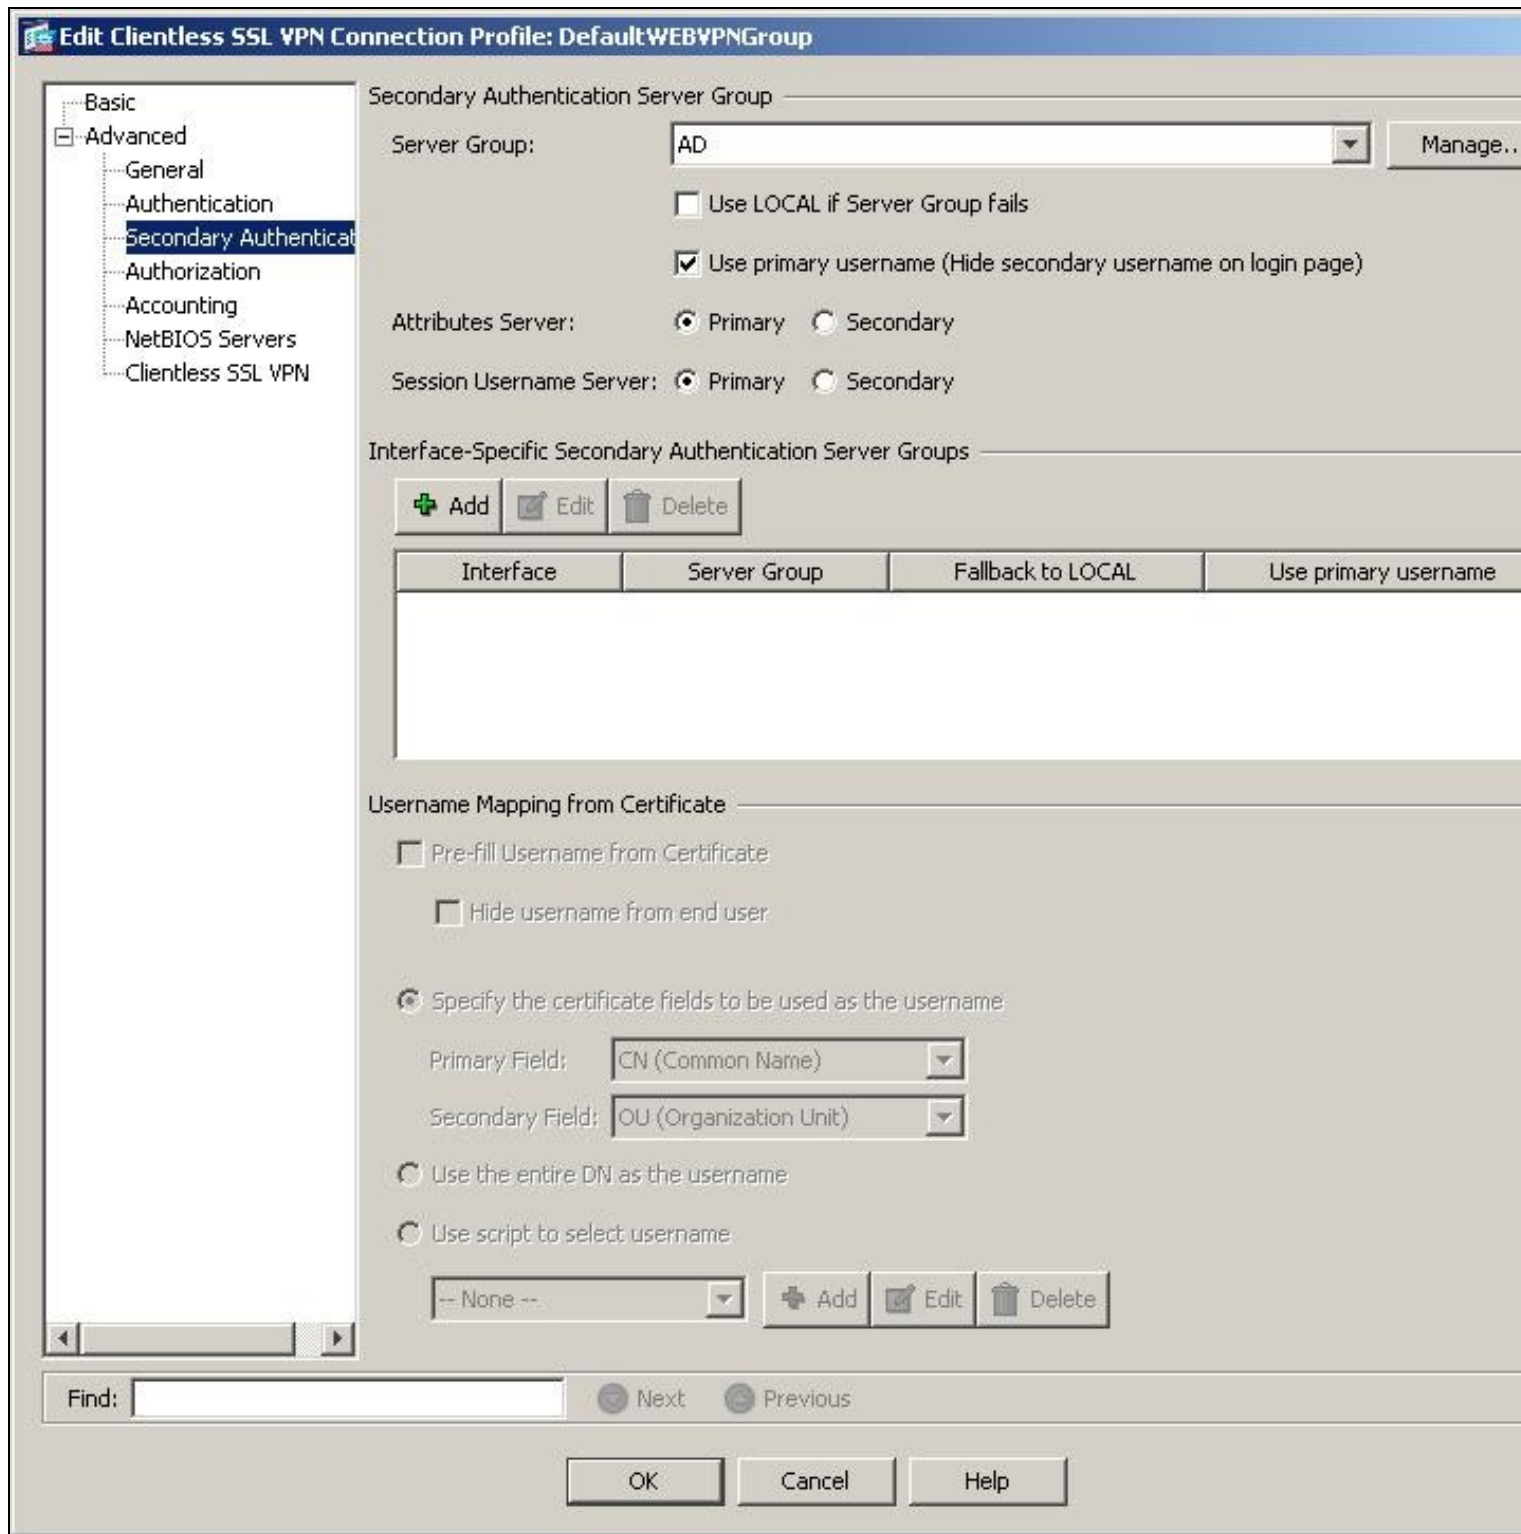 Edit Clientless SSL VPN Connection Profile: DefaultWEBVPNGroup
Basic
Advanced
General
Authentication
Secondary Authenticat
Authorization
Accounting
NetBIOS Servers
Clientless SSL VPN
Secondary Authentication Server Group
Server Group: AD Manage..
Use LOCAL if Server Group fails
Use primary username (Hide secondary username on login page)
Attributes Server: Primary Secondary
Session Username Server: Primary Secondary
Interface-Specific Secondary Authentication Server Groups
Add Edit Delete
Interface Server Group Fallback to LOCAL Use primary username
Username Mapping from Certificate
Pre-fill Username from Certificate
Hide username from end user
Specify the certificate fields to be used as the username
Primary Field: CN (Common Name)
Secondary Field: OU (Organization Unit)
Use the entire DN as the username
Use script to select username
-- None -- Add Edit Delete
Find: Next Previous
OK Cancel Help